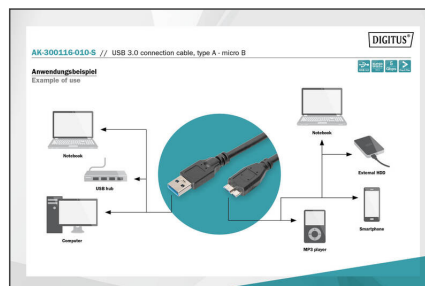 DIGITUS®
AK-300116-010-S // USB 3.0 connection cable, type A - micro B
Anwendungsbeispiel
Example of use
Notebook
Notebook
USB hub
External HDD
Computer
Smartphone
MP3 player